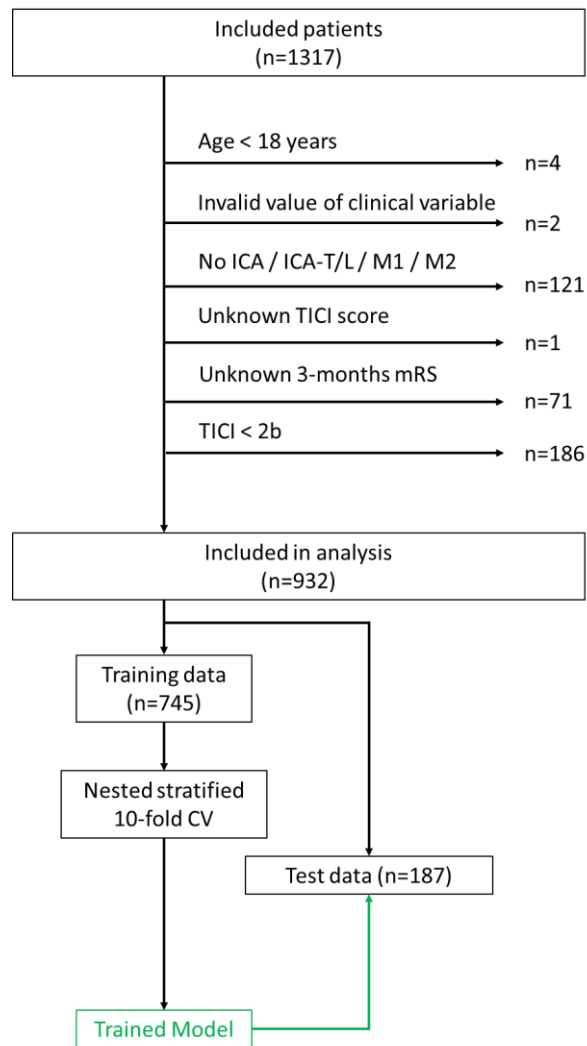 Included patients
(n=1317)
Age < 18 years
n=4
Invalid value of clinical variable
n=2
No ICA / ICA-T/L / M1 / M2
n=121
Unknown TICI score
n=1
Unknown 3-months mRS
n=71
TICI < 2b
n=186
Included in analysis
(n=932)
Training data
(n=745)
Nested stratified
10-fold CV
Test data (n=187)
Trained Model